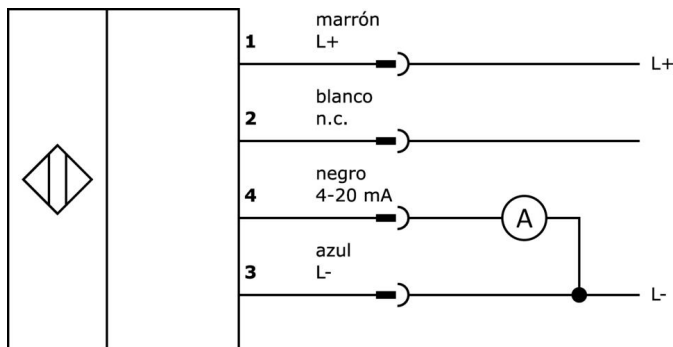 marrón
1 L+
L+
blanco
2 n.c.
negro
4 4-20 mA
A
azul
3 L-
L-